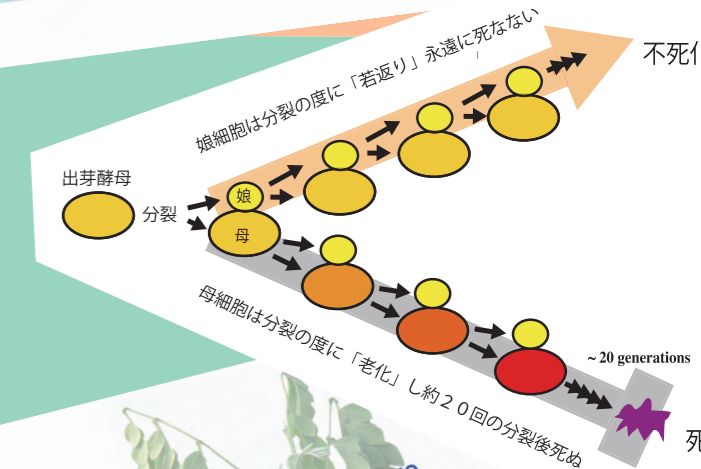 娘細胞は分裂の度に「若返り」永遠に死なない
不死化
出芽酵母
分裂
娘
母
母細胞は分裂の度に「老化」し約２０回の分裂後死ぬ
~ 20 generations
死